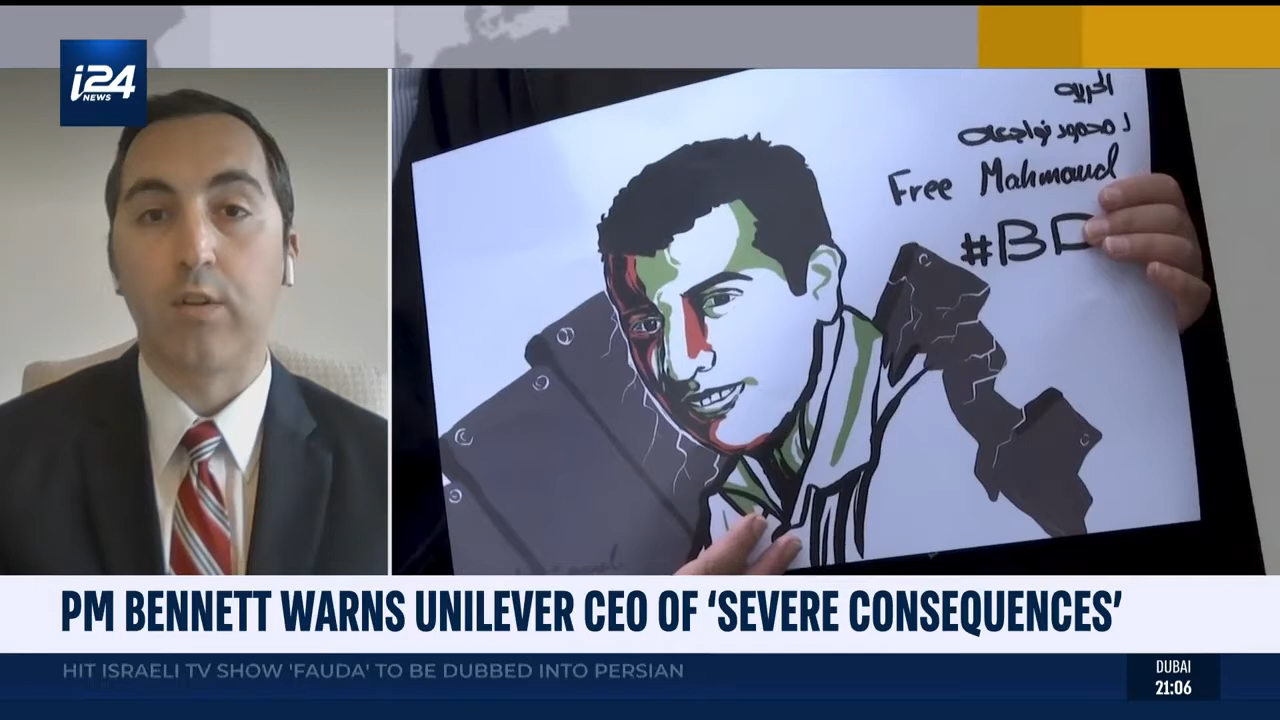 i24
NEWS
الحرية
لـ محمود نواجعه
Free Mahmoud
#BD
PM BENNETT WARNS UNILEVER CEO OF ‘SEVERE CONSEQUENCES’
HIT ISRAELI TV SHOW 'FAUDA' TO BE DUBBED INTO PERSIAN
DUBAI
21:06